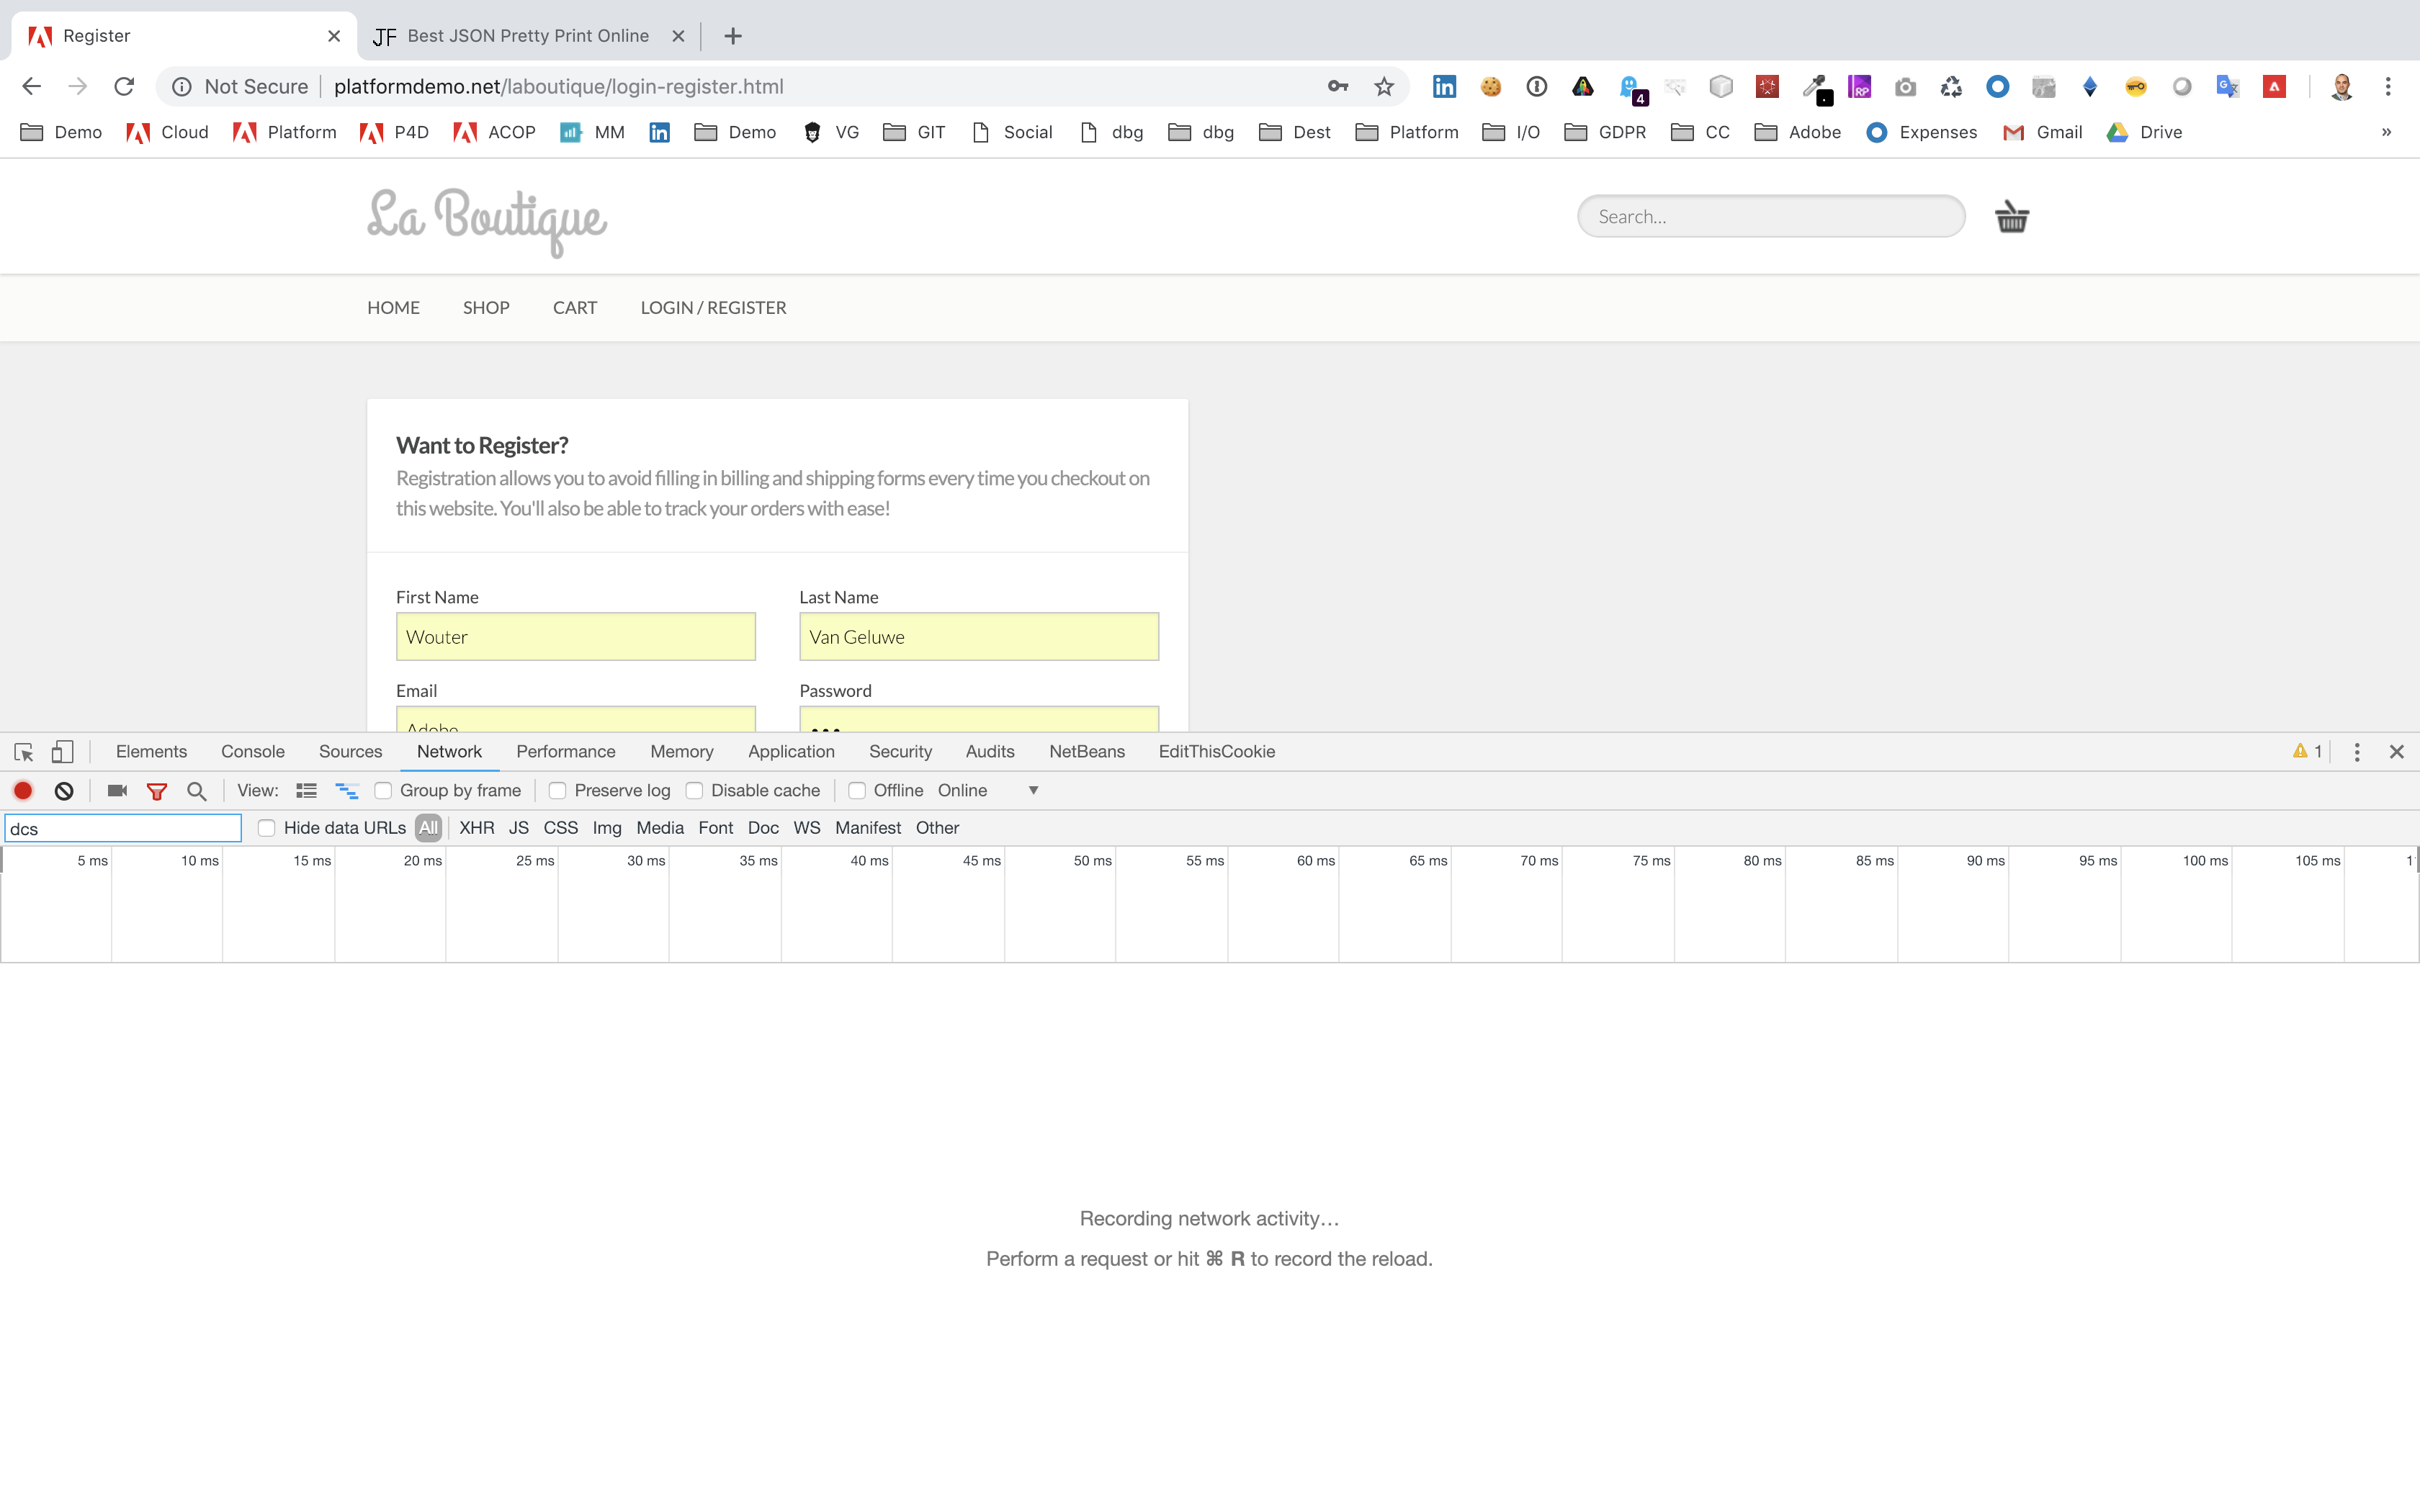 Register
JF Best JSON Pretty Print Online
Not Secure platformdemo.net/laboutique/login-register.html
4
RP
Demo Cloud Platform P4D ACOP MM in Demo VG GIT Social dbg dbg Dest Platform I/O GDPR CC Adobe Expenses Gmail Drive »
La Boutique
Search...
HOME SHOP CART LOGIN / REGISTER
Want to Register?
Registration allows you to avoid filling in billing and shipping forms every time you checkout on
this website. You'll also be able to track your orders with ease!
First Name Last Name
Wouter Van Geluwe
Email Password
Adobe •••
Elements Console Sources Network Performance Memory Application Security Audits NetBeans EditThisCookie 1
View: Group by frame Preserve log Disable cache Offline Online
dcs Hide data URLs All XHR JS CSS Img Media Font Doc WS Manifest Other
5 ms 10 ms 15 ms 20 ms 25 ms 30 ms 35 ms 40 ms 45 ms 50 ms 55 ms 60 ms 65 ms 70 ms 75 ms 80 ms 85 ms 90 ms 95 ms 100 ms 105 ms
Recording network activity…
Perform a request or hit ⌘ R to record the reload.